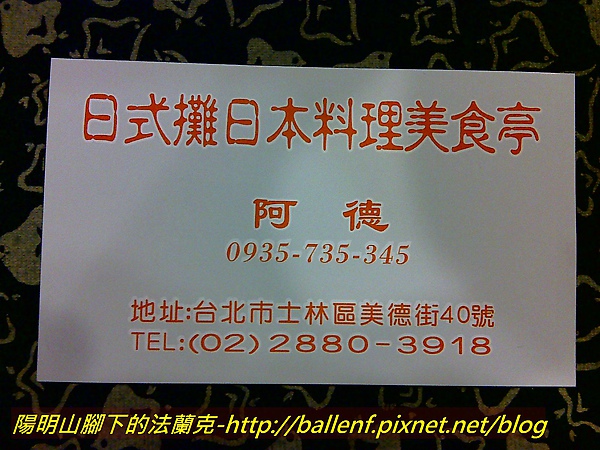 日式攤日本料理美食亭
阿 德
0935-735-345
地址:台北市士林區美德街40號
TEL:(02)2880-3918
陽明山腳下的法蘭克-http://ballenf.pixnet.net/blog